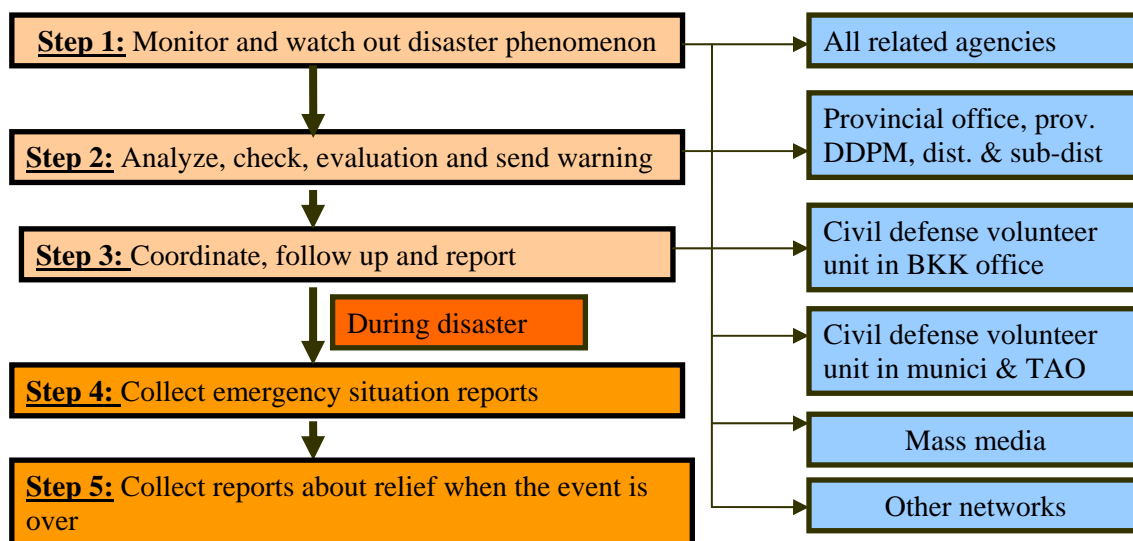 Step 1: Monitor and watch out disaster phenomenon
Step 2: Analyze, check, evaluation and send warning
Step 3: Coordinate, follow up and report
During disaster
Step 4: Collect emergency situation reports
Step 5: Collect reports about relief when the event is
over
All related agencies
Provincial office, prov.
DDPM, dist. & sub-dist
Civil defense volunteer
unit in BKK office
Civil defense volunteer
unit in munici & TAO
Mass media
Other networks